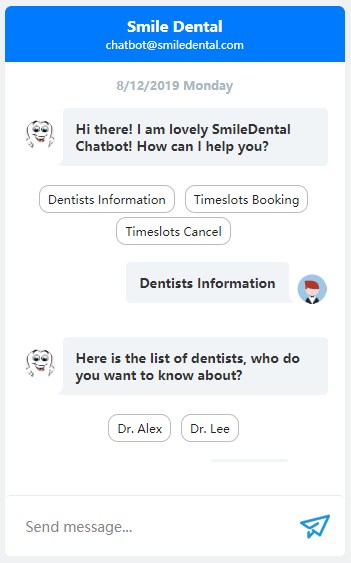 Smile Dental
chatbot@smiledental.com
8/12/2019 Monday
Hi there! I am lovely SmileDental
Chatbot! How can I help you?
Dentists Information
Timeslots Booking
Timeslots Cancel
Dentists Information
Here is the list of dentists, who do
you want to know about?
Dr. Alex
Dr. Lee
Send message...